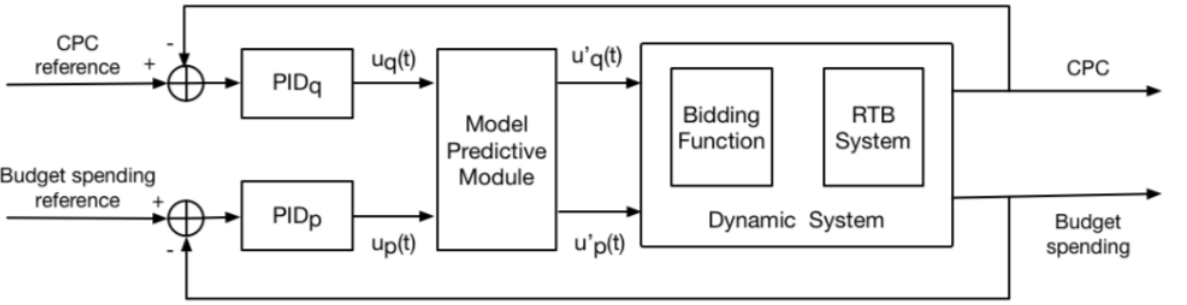 CPC
reference
+
-
PIDq
uq(t)
Model
Predictive
Module
u'q(t)
Bidding
Function
RTB
System
Dynamic System
CPC
Budget spending
reference
+
-
PIDp
up(t)
u'p(t)
Budget
spending